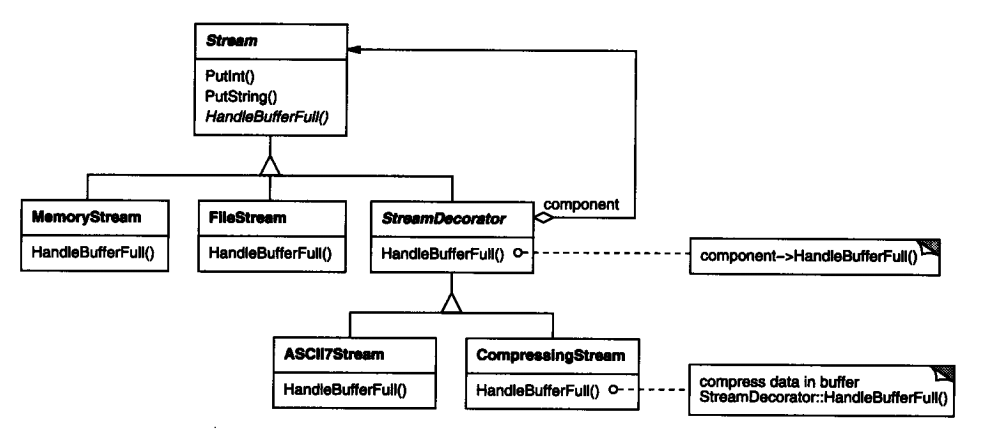 Stream
PutInt()
PutString()
HandleBufferFull()
MemoryStream
HandleBufferFull()
FileStream
HandleBufferFull()
StreamDecorator
HandleBufferFull()
component
component->HandleBufferFull()
ASCII7Stream
HandleBufferFull()
CompressingStream
HandleBufferFull()
compress data in buffer
StreamDecorator::HandleBufferFull()